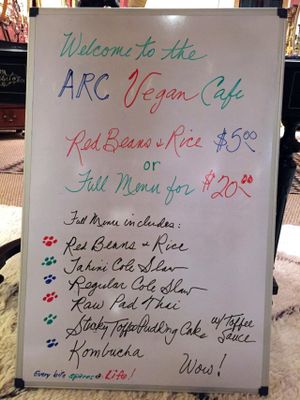 Welcome to the
ARC Vegan Cafe
Red Beans & Rice $5.00
or
Full Menu for $20.00
Full Menu includes:
Red Beans & Rice
Tahini Cole Slaw
Regular Cole Slaw
Raw Pad Thai
Sticky Toffee Pudding Cake w/ Toffee Sauce
Kombucha
Wow!
Every bite spares a Life!